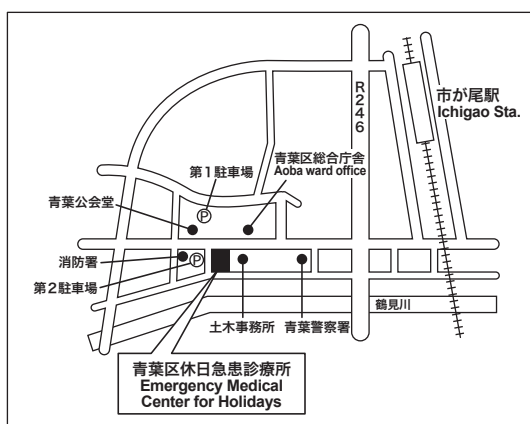 R246
市が尾駅
Ichigao Sta.
青葉区総合庁舎
Aoba ward office
第1駐車場
P
青葉公会堂
消防署
P
第2駐車場
鶴見川
土木事務所
青葉警察署
青葉区休日急患診療所
Emergency Medical
Center for Holidays